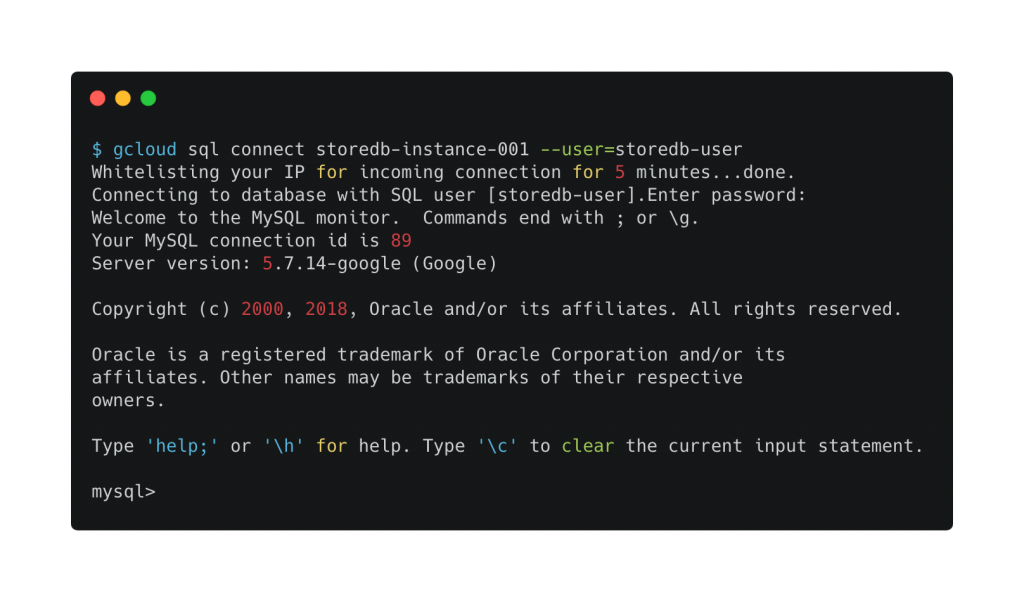 $ gcloud sql connect storedb-instance-001 --user=storedb-user
Whitelisting your IP for incoming connection for 5 minutes...done.
Connecting to database with SQL user [storedb-user].Enter password:
Welcome to the MySQL monitor.  Commands end with ; or \g.
Your MySQL connection id is 89
Server version: 5.7.14-google (Google)
Copyright (c) 2000, 2018, Oracle and/or its affiliates. All rights reserved.
Oracle is a registered trademark of Oracle Corporation and/or its
affiliates. Other names may be trademarks of their respective
owners.
Type 'help;' or '\h' for help. Type '\c' to clear the current input statement.
mysql>